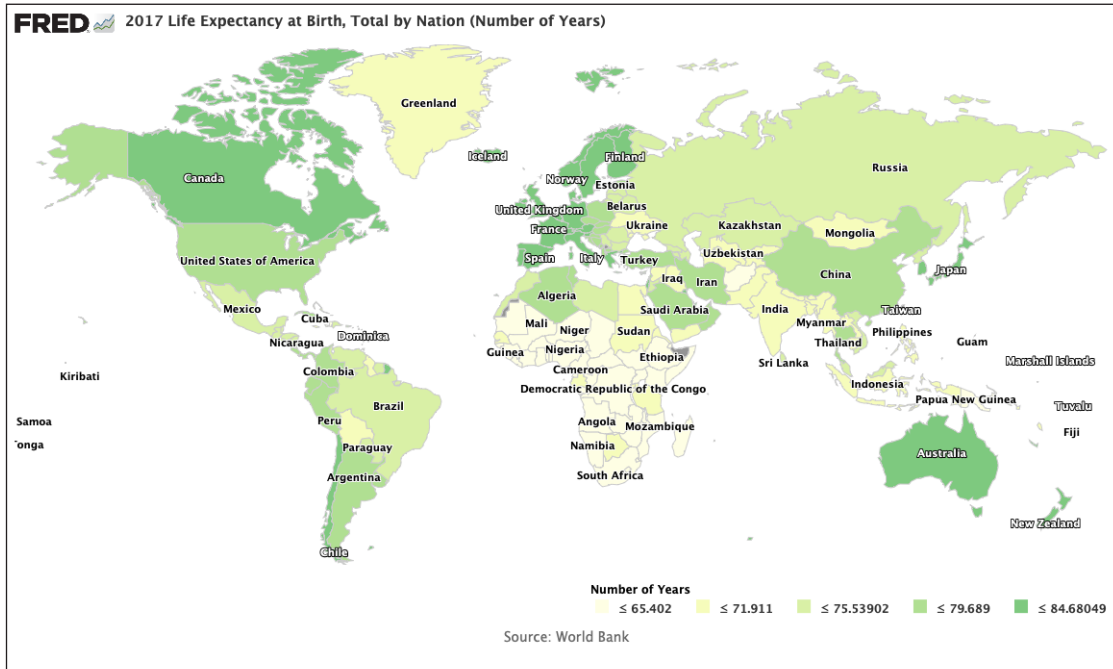 FRED 2017 Life Expectancy at Birth, Total by Nation (Number of Years)
Greenland
Iceland
Finland
Russia
Canada
Norway
Estonia
United Kingdom
Belarus
France
Ukraine
Kazakhstan
Mongolia
Uzbekistan
United States of America
Spain
Italy
Turkey
China
Japan
Iraq
Iran
Algeria
Mexico
Saudi Arabia
India
Taiwan
Cuba
Mali
Niger
Sudan
Myanmar
Philippines
Dominica
Nicaragua
Guinea
Nigeria
Ethiopia
Thailand
Guam
Sri Lanka
Marshall Islands
Colombia
Cameroon
Kiribati
Democratic Republic of the Congo
Indonesia
Papua New Guinea
Brazil
Tuvalu
Samoa
Peru
Angola
Mozambique
Fiji
Tonga
Paraguay
Namibia
Australia
Argentina
South Africa
New Zealand
Chile
Number of Years
≤ 65.402 ≤ 71.911 ≤ 75.53902 ≤ 79.689 ≤ 84.68049
Source: World Bank